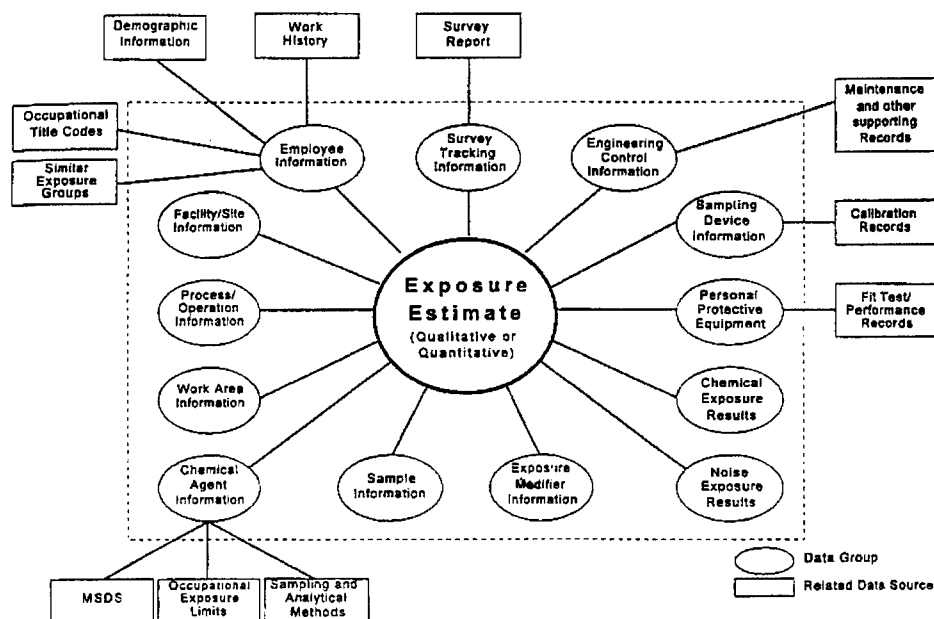 Demographic
Information
Work
History
Survey
Report
Maintenance
and other
supporting
Records
Occupational
Title Codes
Similar
Exposure
Groups
Employee
Information
Survey
Tracking
Information
Engineering
Control
Information
Facility/Site
Information
Sampling
Device
Information
Calibration
Records
Process/
Operation
Information
Exposure
Estimate
(Qualitative or
Quantitative)
Personal
Protective
Equipment
Fit Test/
Performance
Records
Work Area
Information
Chemical
Exposure
Results
Chemical
Agent
Information
Sample
Information
Exposure
Modifier
Information
Noise
Exposure
Results
MSDS
Occupational
Exposure
Limits
Sampling and
Analytical
Methods
Data Group
Related Data Source